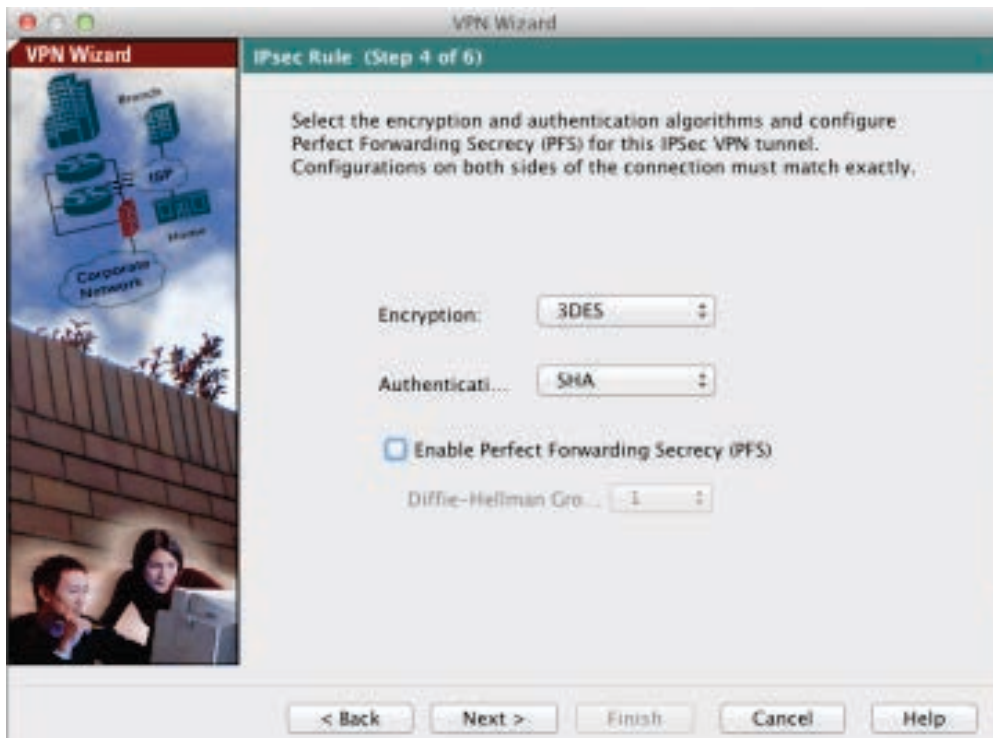 VPN Wizard
VPN Wizard
IPsec Rule (Step 4 of 6)
Branch
ISP
Home
Corporate
Network
Select the encryption and authentication algorithms and configure
Perfect Forwarding Secrecy (PFS) for this IPSec VPN tunnel.
Configurations on both sides of the connection must match exactly.
Encryption: 3DES
Authenticati... SHA
Enable Perfect Forwarding Secrecy (PFS)
Diffie-Hellman Gro... 1
< Back Next > Finish Cancel Help